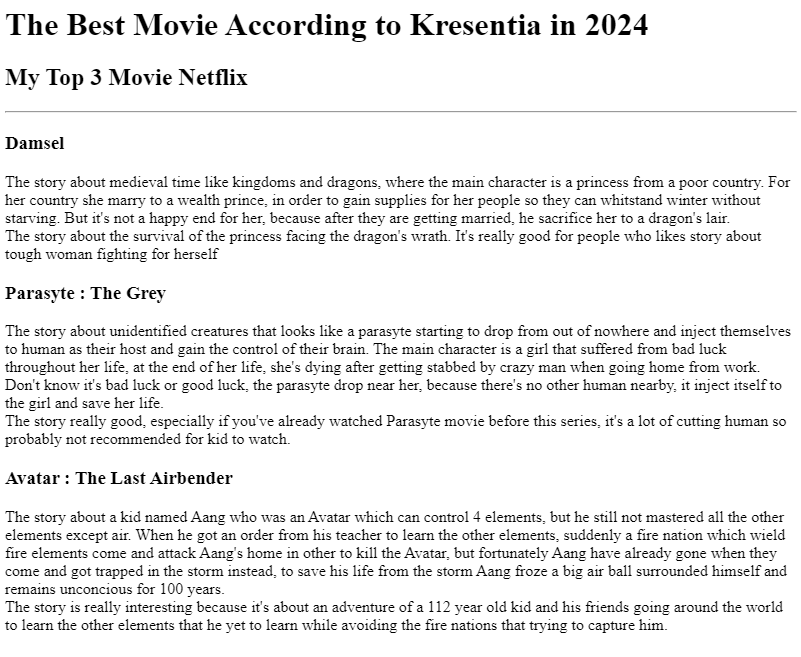 The Best Movie According to Kresentia in 2024
My Top 3 Movie Netflix
Damsel
The story about medieval time like kingdoms and dragons, where the main character is a princess from a poor country. For
her country she marry to a wealth prince, in order to gain supplies for her people so they can whitstand winter without
starving. But it's not a happy end for her, because after they are getting married, he sacrifice her to a dragon's lair.
The story about the survival of the princess facing the dragon's wrath. It's really good for people who likes story about
tough woman fighting for herself
Parasyte : The Grey
The story about unidentified creatures that looks like a parasyte starting to drop from out of nowhere and inject themselves
to human as their host and gain the control of their brain. The main character is a girl that suffered from bad luck
throughout her life, at the end of her life, she's dying after getting stabbed by crazy man when going home from work.
Don't know it's bad luck or good luck, the parasyte drop near her, because there's no other human nearby, it inject itself to
the girl and save her life.
The story really good, especially if you've already watched Parasyte movie before this series, it's a lot of cutting human so
probably not recommended for kid to watch.
Avatar : The Last Airbender
The story about a kid named Aang who was an Avatar which can control 4 elements, but he still not mastered all the other
elements except air. When he got an order from his teacher to learn the other elements, suddenly a fire nation which wield
fire elements come and attack Aang's home in other to kill the Avatar, but fortunately Aang have already gone when they
come and got trapped in the storm instead, to save his life from the storm Aang froze a big air ball surrounded himself and
remains unconcious for 100 years.
The story is really interesting because it's about an adventure of a 112 year old kid and his friends going around the world
to learn the other elements that he yet to learn while avoiding the fire nations that trying to capture him.